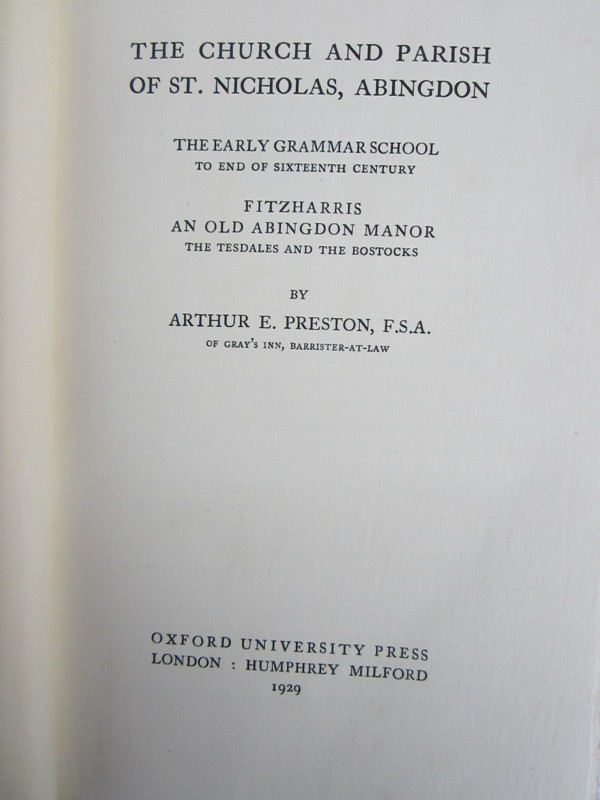 THE CHURCH AND PARISH
OF ST. NICHOLAS, ABINGDON
THE EARLY GRAMMAR SCHOOL
TO END OF SIXTEENTH CENTURY
FITZHARRIS
AN OLD ABINGDON MANOR
THE TESDALES AND THE BOSTOCKS
BY
ARTHUR E. PRESTON, F.S.A.
OF GRAY'S INN, BARRISTER-AT-LAW
OXFORD UNIVERSITY PRESS
LONDON : HUMPHREY MILFORD
1929